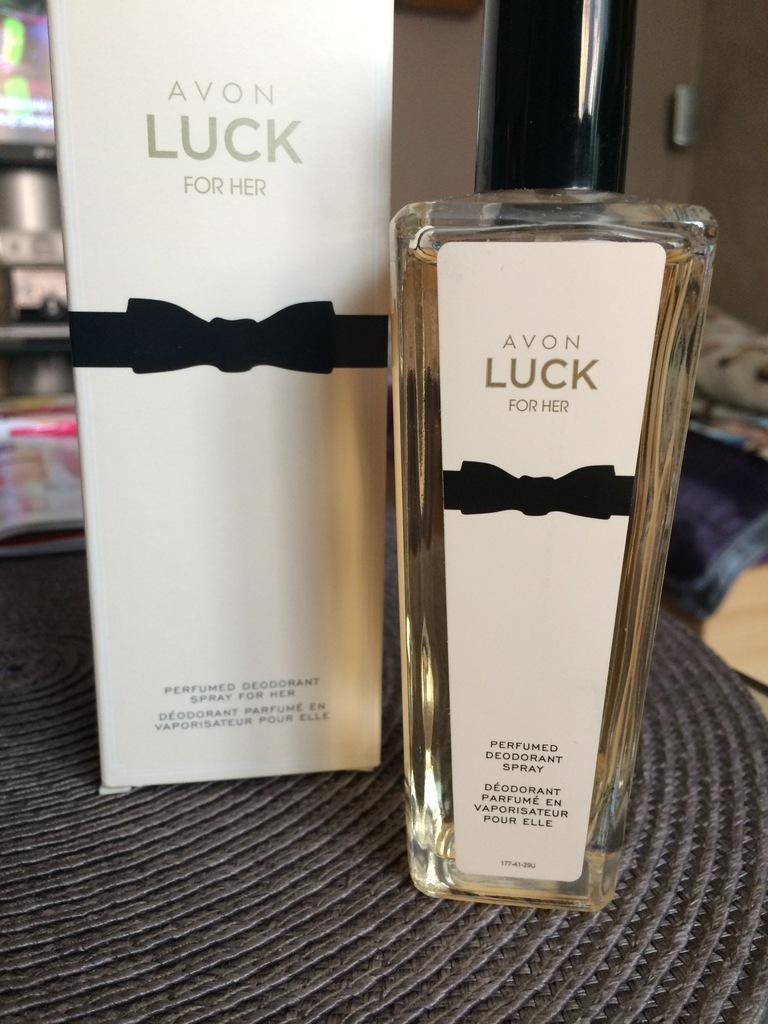 AVON
LUCK
FOR HER
PERFUMED DEODORANT
SPRAY FOR HER
DÉODORANT PARFUMÉ EN
VAPORISATEUR POUR ELLE
AVON
LUCK
FOR HER
PERFUMED
DEODORANT
SPRAY
DÉODORANT
PARFUMÉ EN
VAPORISATEUR
POUR ELLE